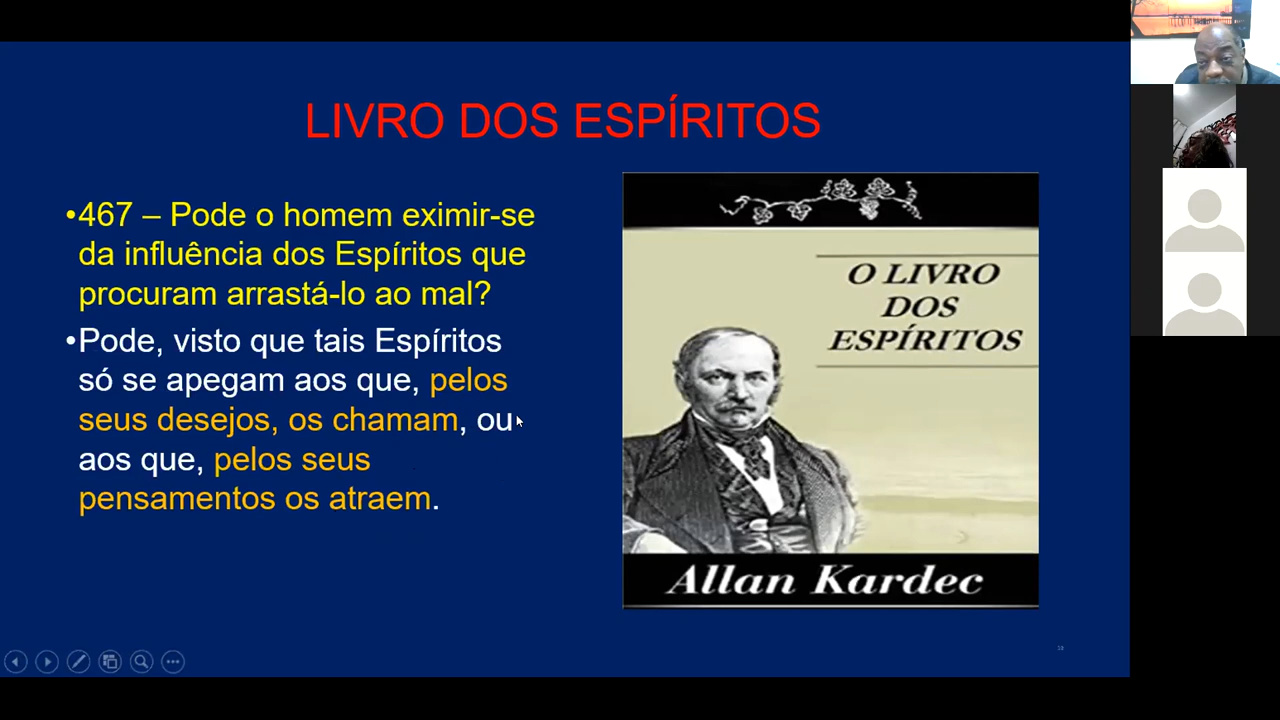 LIVRO DOS ESPÍRITOS
•467 – Pode o homem eximir-se
da influência dos Espíritos que
procuram arrastá-lo ao mal?
•Pode, visto que tais Espíritos
só se apegam aos que, pelos
seus desejos, os chamam, ou
aos que, pelos seus
pensamentos os atraem.
O LIVRO
DOS
ESPÍRITOS
Allan Kardec